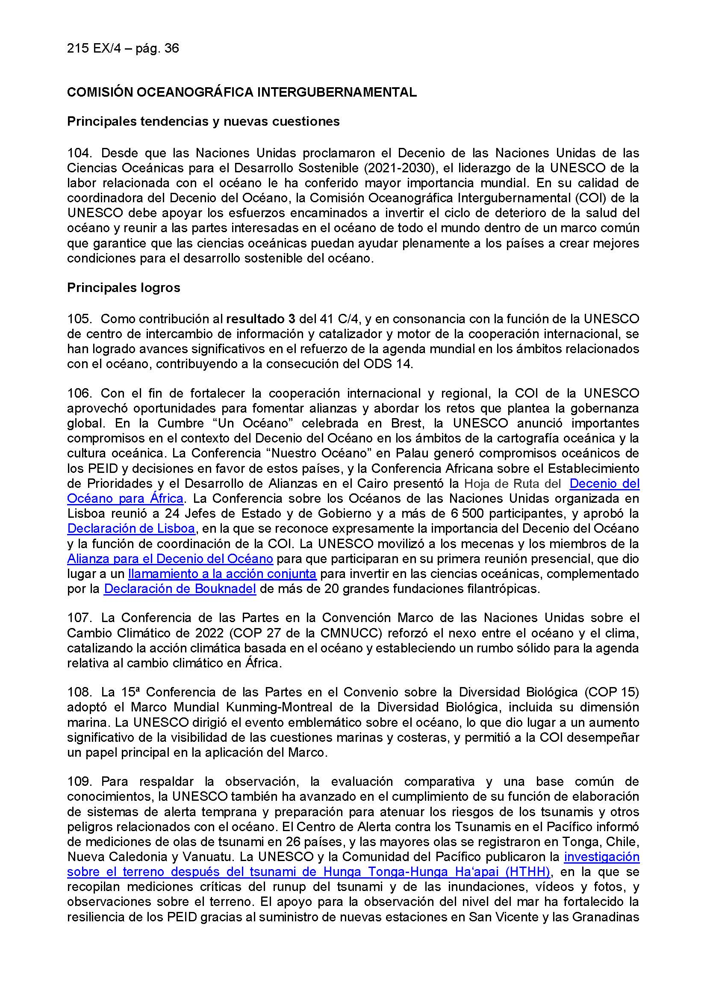 215 EX/4 – pág. 36
COMISIÓN OCEANOGRÁFICA INTERGUBERNAMENTAL
Principales tendencias y nuevas cuestiones
104. Desde que las Naciones Unidas proclamaron el Decenio de las Naciones Unidas de las
Ciencias Oceánicas para el Desarrollo Sostenible (2021-2030), el liderazgo de la UNESCO de la
labor relacionada con el océano le ha conferido mayor importancia mundial. En su calidad de
coordinadora del Decenio del Océano, la Comisión Oceanográfica Intergubernamental (COI) de la
UNESCO debe apoyar los esfuerzos encaminados a invertir el ciclo de deterioro de la salud del
océano y reunir a las partes interesadas en el océano de todo el mundo dentro de un marco común
que garantice que las ciencias oceánicas puedan ayudar plenamente a los países a crear mejores
condiciones para el desarrollo sostenible del océano.
Principales logros
105. Como contribución al resultado 3 del 41 C/4, y en consonancia con la función de la UNESCO
de centro de intercambio de información y catalizador y motor de la cooperación internacional, se
han logrado avances significativos en el refuerzo de la agenda mundial en los ámbitos relacionados
con el océano, contribuyendo a la consecución del ODS 14.
106. Con el fin de fortalecer la cooperación internacional y regional, la COI de la UNESCO
aprovechó oportunidades para fomentar alianzas y abordar los retos que plantea la gobernanza
global. En la Cumbre “Un Océano” celebrada en Brest, la UNESCO anunció importantes
compromisos en el contexto del Decenio del Océano en los ámbitos de la cartografía oceánica y la
cultura oceánica. La Conferencia “Nuestro Océano” en Palau generó compromisos oceánicos de
los PEID y decisiones en favor de estos países, y la Conferencia Africana sobre el Establecimiento
de Prioridades y el Desarrollo de Alianzas en el Cairo presentó la Hoja de Ruta del Decenio del
Océano para África. La Conferencia sobre los Océanos de las Naciones Unidas organizada en
Lisboa reunió a 24 Jefes de Estado y de Gobierno y a más de 6 500 participantes, y aprobó la
Declaración de Lisboa, en la que se reconoce expresamente la importancia del Decenio del Océano
y la función de coordinación de la COI. La UNESCO movilizó a los mecenas y los miembros de la
Alianza para el Decenio del Océano para que participaran en su primera reunión presencial, que dio
lugar a un llamamiento a la acción conjunta para invertir en las ciencias oceánicas, complementado
por la Declaración de Bouknadel de más de 20 grandes fundaciones filantrópicas.
107. La Conferencia de las Partes en la Convención Marco de las Naciones Unidas sobre el
Cambio Climático de 2022 (COP 27 de la CMNUCC) reforzó el nexo entre el océano y el clima,
catalizando la acción climática basada en el océano y estableciendo un rumbo sólido para la agenda
relativa al cambio climático en África.
108. La 15ª Conferencia de las Partes en el Convenio sobre la Diversidad Biológica (COP 15)
adoptó el Marco Mundial Kunming-Montreal de la Diversidad Biológica, incluida su dimensión
marina. La UNESCO dirigió el evento emblemático sobre el océano, lo que dio lugar a un aumento
significativo de la visibilidad de las cuestiones marinas y costeras, y permitió a la COI desempeñar
un papel principal en la aplicación del Marco.
109. Para respaldar la observación, la evaluación comparativa y una base común de
conocimientos, la UNESCO también ha avanzado en el cumplimiento de su función de elaboración
de sistemas de alerta temprana y preparación para atenuar los riesgos de los tsunamis y otros
peligros relacionados con el océano. El Centro de Alerta contra los Tsunamis en el Pacífico informó
de mediciones de olas de tsunami en 26 países, y las mayores olas se registraron en Tonga, Chile,
Nueva Caledonia y Vanuatu. La UNESCO y la Comunidad del Pacífico publicaron la investigación
sobre el terreno después del tsunami de Hunga Tonga-Hunga Ha‘apai (HTHH), en la que se
recopilan mediciones críticas del runup del tsunami y de las inundaciones, vídeos y fotos, y
observaciones sobre el terreno. El apoyo para la observación del nivel del mar ha fortalecido la
resiliencia de los PEID gracias al suministro de nuevas estaciones en San Vicente y las Granadinas